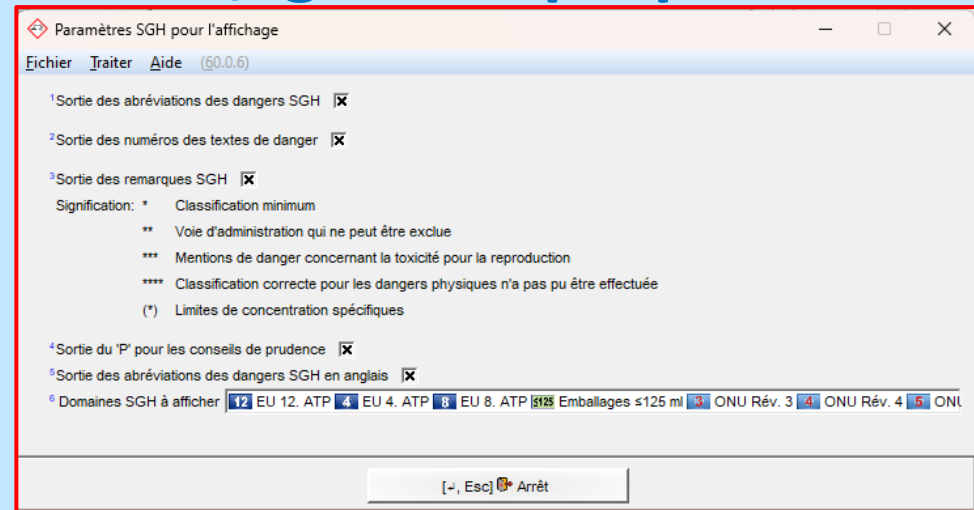 Paramètres SGH pour l'affichage
Fichier Traiter Aide (60.0.6)
¹Sortie des abréviations des dangers SGH
²Sortie des numéros des textes de danger
³Sortie des remarques SGH
Signification: * Classification minimum
** Voie d'administration qui ne peut être exclue
*** Mentions de danger concernant la toxicité pour la reproduction
**** Classification correcte pour les dangers physiques n'a pas pu être effectuée
(*) Limites de concentration spécifiques
⁴Sortie du 'P' pour les conseils de prudence
⁵Sortie des abréviations des dangers SGH en anglais
⁶ Domaines SGH à afficher 12 EU 12. ATP 4 EU 4. ATP 8 EU 8. ATP ≤125 Emballages ≤125 ml 3 ONU Rév. 3 4 ONU Rév. 4 5 ONU
[↵, Esc] Arrêt